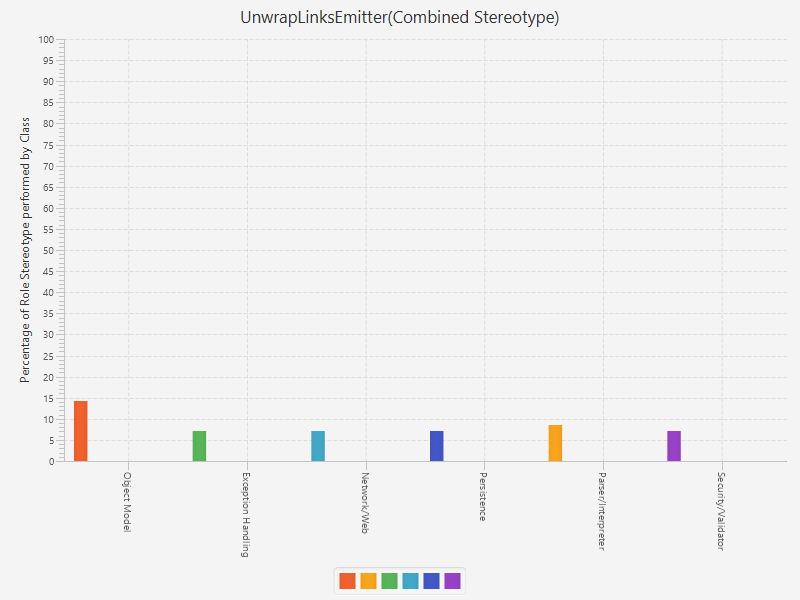 UnwrapLinksEmitter(Combined Stereotype)
Percentage of Role Stereotype performed by Class
100
95
90
85
80
75
70
65
60
55
50
45
40
35
30
25
20
15
10
5
0
Object Model
Exception Handling
Network/Web
Persistence
Parser/Interpreter
Security/Validator